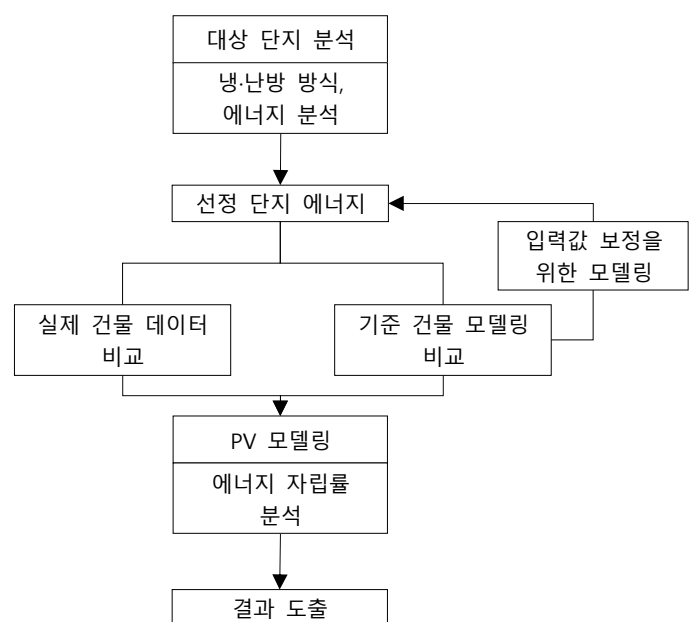 대상 단지 분석
냉·난방 방식,
에너지 분석
선정 단지 에너지
입력값 보정을
위한 모델링
실제 건물 데이터
비교
기준 건물 모델링
비교
PV 모델링
에너지 자립률
분석
결과 도출